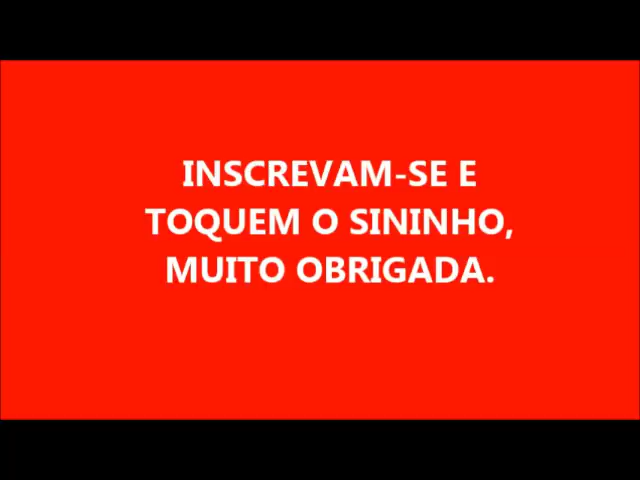 INSCREVAM-SE E
TOQUEM O SININHO,
MUITO OBRIGADA.